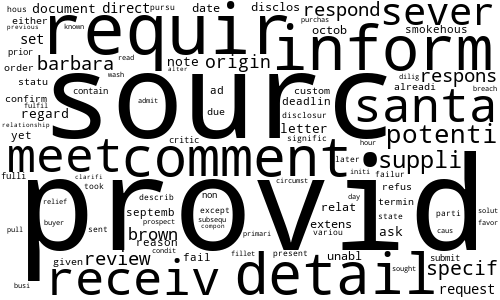 hous document direct pursu date disclos respond sever
either requir octob smokehous
previous known purchas inform
set barbara note origin
prior read dilig respons
order wash alter
statu contain sourc ad custom alreadi
confirm admit deadlin santa
fulfil due breach
regard disclosur
relationship letter potenti
yet critic signific hour
meet comment later suppli
fulli clarifi circumst initi failur
took provid refus
relief describ non day termin solut
buyer septemb except relat state parti favor
prospect subsequ
pull sent compon extens caus
brown primari variou ask
reason condit
given review fail fillet present unabl submit specif
receiv detail sought
busi request